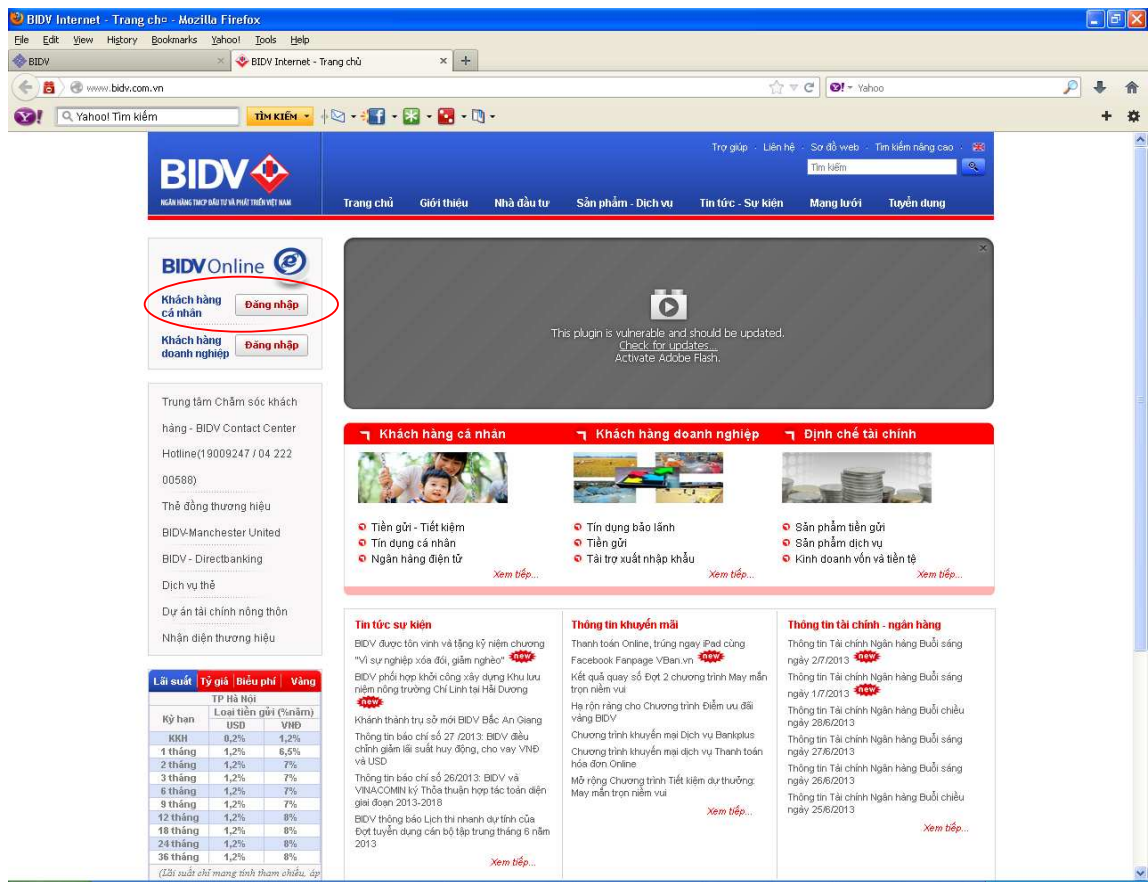 BIDV Internet - Trang ch¤ - Mozilla Firefox
File Edit View History Bookmarks Yahoo! Tools Help
BIDV
BIDV Internet - Trang chủ
www.bidv.com.vn
Yahoo
Yahoo! Tìm kiếm
TÌM KIẾM
Trợ giúp - Liên hệ - Sơ đồ web - Tìm kiếm nâng cao
Tìm kiếm
BIDV
NGÂN HÀNG TMCP ĐẦU TƯ VÀ PHÁT TRIỂN VIỆT NAM
Trang chủ Giới thiệu Nhà đầu tư Sản phẩm - Dịch vụ Tin tức - Sự kiện Mạng lưới Tuyển dụng
BIDV Online
Khách hàng
cá nhân
Đăng nhập
Khách hàng
doanh nghiệp
Đăng nhập
This plugin is vulnerable and should be updated.
Check for updates...
Activate Adobe Flash.
Trung tâm Chăm sóc khách
hàng - BIDV Contact Center
Hotline(19009247 / 04 222
00588)
Thẻ đồng thương hiệu
BIDV-Manchester United
BIDV - Directbanking
Dịch vụ thẻ
Dự án tài chính nông thôn
Nhận diện thương hiệu
Khách hàng cá nhân
Tiền gửi - Tiết kiệm
Tín dụng cá nhân
Ngân hàng điện tử
Xem tiếp...
Khách hàng doanh nghiệp
Tín dụng bảo lãnh
Tiền gửi
Tài trợ xuất nhập khẩu
Xem tiếp...
Định chế tài chính
Sản phẩm tiền gửi
Sản phẩm dịch vụ
Kinh doanh vốn và tiền tệ
Xem tiếp...
Lãi suất Tỷ giá Biểu phí Vàng
TP Hà Nội
Kỳ hạn
Loại tiền gửi (%năm)
USD VNĐ
KKH 0,2% 1,2%
1 tháng 1,2% 6,5%
2 tháng 1,2% 7%
3 tháng 1,2% 7%
6 tháng 1,2% 7%
9 tháng 1,2% 7%
12 tháng 1,2% 8%
18 tháng 1,2% 8%
24 tháng 1,2% 8%
36 tháng 1,2% 8%
(Lãi suất chỉ mang tính tham chiếu, áp
Tin tức sự kiện
BIDV được tôn vinh và tặng kỷ niệm chương
"Vì sự nghiệp xóa đói, giảm nghèo" new
BIDV phối hợp khởi công xây dựng Khu lưu
niệm nông trường Chí Linh tại Hải Dương
new
Khánh thành trụ sở mới BIDV Bắc An Giang
Thông tin báo chí số 27 /2013: BIDV điều
chỉnh giảm lãi suất huy động, cho vay VNĐ
và USD
Thông tin báo chí số 26/2013: BIDV và
VINACOMIN ký Thỏa thuận hợp tác toàn diện
giai đoạn 2013-2018
BIDV thông báo Lịch thi nhanh dự tính của
Đợt tuyển dụng cán bộ tập trung tháng 6 năm
2013
Xem tiếp...
Thông tin khuyến mãi
Thanh toán Online, trúng ngay iPad cùng
Facebook Fanpage VBan.vn new
Kết quả quay số Đợt 2 chương trình May mắn
trọn niềm vui
Hạ rộn ràng cho Chương trình Điểm ưu đãi
vàng BIDV
Chương trình khuyến mại Dịch vụ Bankplus
Chương trình khuyến mại dịch vụ Thanh toán
hóa đơn Online
Mở rộng Chương trình Tiết kiệm dự thưởng:
May mắn trọn niềm vui
Xem tiếp...
Thông tin tài chính - ngân hàng
Thông tin Tài chính Ngân hàng Buổi sáng
ngày 2/7/2013 new
Thông tin Tài chính Ngân hàng Buổi sáng
ngày 1/7/2013 new
Thông tin Tài chính Ngân hàng Buổi chiều
ngày 28/6/2013
Thông tin Tài chính Ngân hàng Buổi sáng
ngày 27/6/2013
Thông tin Tài chính Ngân hàng Buổi sáng
ngày 26/6/2013
Thông tin Tài chính Ngân hàng Buổi chiều
ngày 25/6/2013
Xem tiếp...